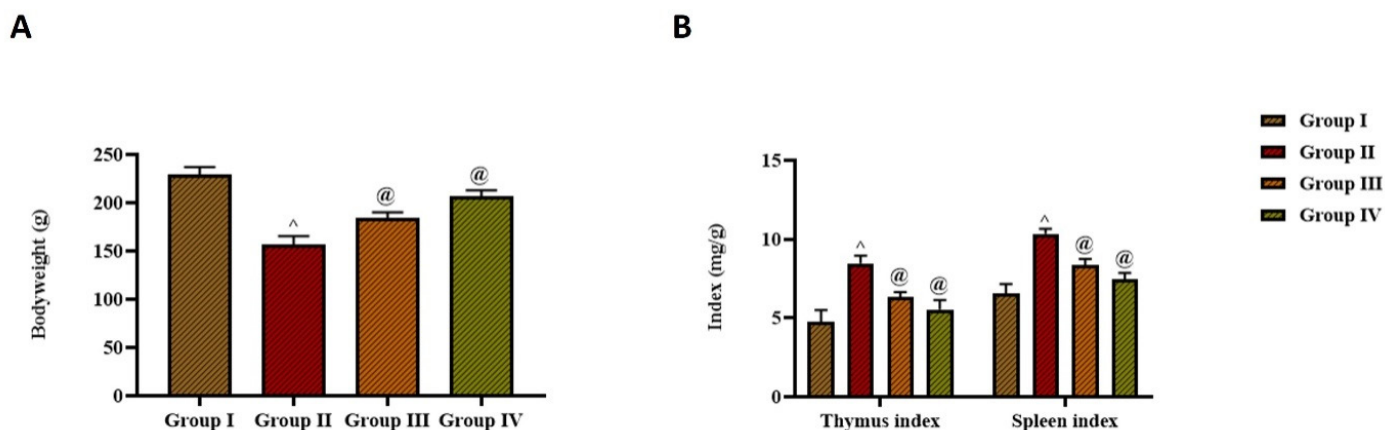 A
B
Bodyweight (g)
250
200
150
100
50
0
^
@
@
Group I Group II Group III Group IV
Index (mg/g)
15
10
5
0
^
@
@
^
@
@
Thymus index Spleen index
Group I
Group II
Group III
Group IV